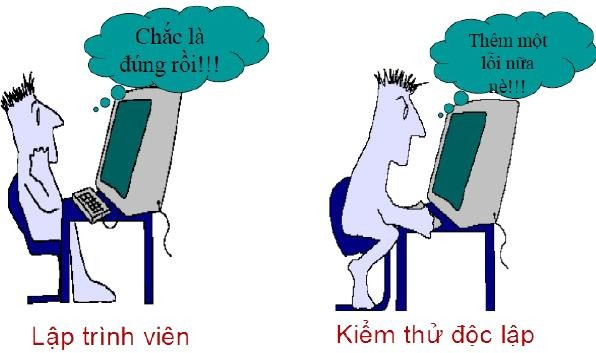 Chắc là
đúng rồi!!!
Thêm một
lỗi nữa
nè!!!
Lập trình viên
Kiểm thử độc lập